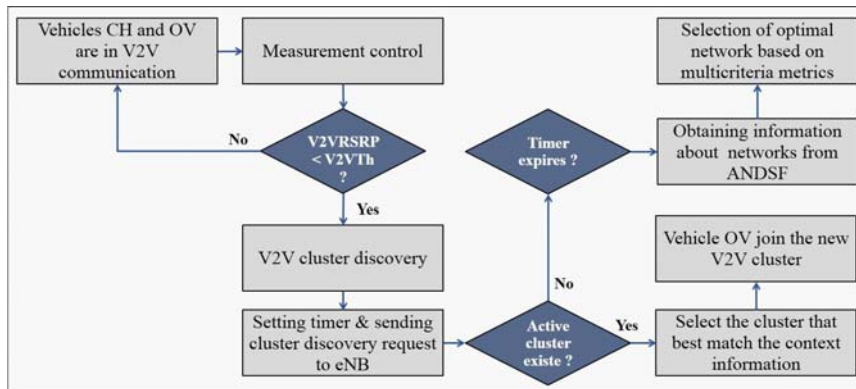 Vehicles CH and OV
are in V2V
communication
Measurement control
Selection of optimal
network based on
multicriteria metrics
No
V2VRSRP
< V2VTh
?
Timer
expires ?
Obtaining information
about networks from
ANDSF
Yes
V2V cluster discovery
Vehicle OV join the new
V2V cluster
No
Setting timer & sending
cluster discovery request
to eNB
Active
cluster
existe ?
Yes
Select the cluster that
best match the context
information